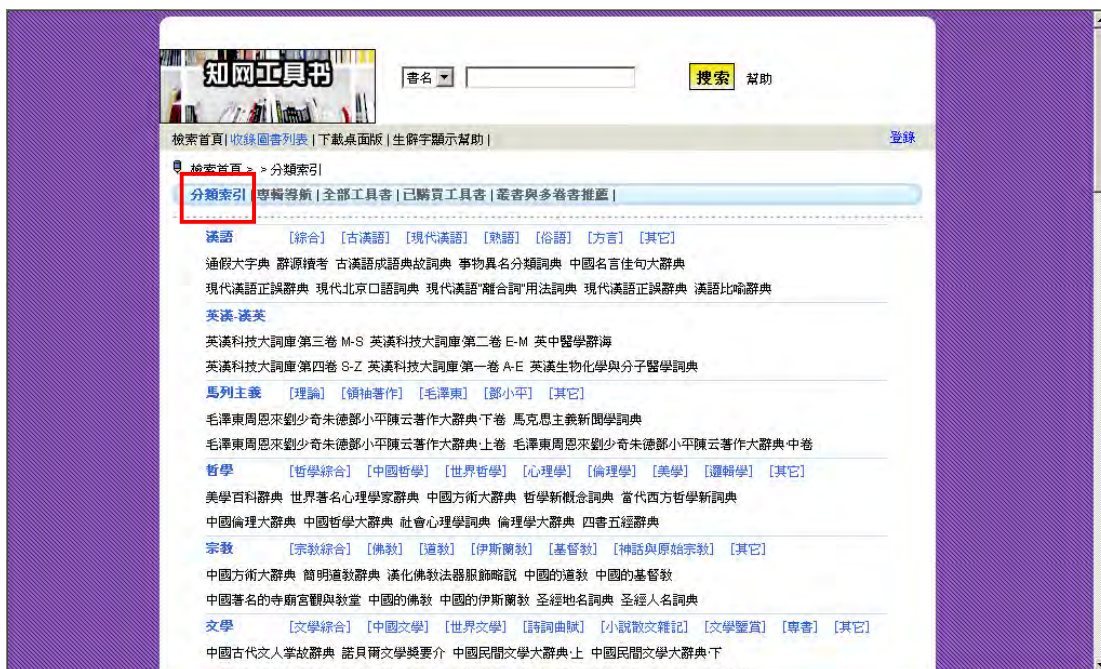 知网工具书
書名 搜索 幫助
檢索首頁|收錄圖書列表|下載桌面版|生僻字顯示幫助| 登錄
檢索首頁 > >分類索引
分類索引|專輯導航|全部工具書|已購買工具書|叢書與多卷書推薦|
漢語 [綜合] [古漢語] [現代漢語] [熟語] [俗語] [方言] [其它]
通假大字典 辭源續考 古漢語成語典故詞典 事物異名分類詞典 中國名言佳句大辭典
現代漢語正誤辭典 現代北京口語詞典 現代漢語"離合詞"用法詞典 現代漢語正誤辭典 漢語比喻辭典
英漢-漢英
英漢科技大詞庫·第三卷 M-S 英漢科技大詞庫·第二卷 E-M 英中醫學辭海
英漢科技大詞庫·第四卷 S-Z 英漢科技大詞庫·第一卷 A-E 英漢生物化學與分子醫學詞典
馬列主義 [理論] [領袖著作] [毛澤東] [鄧小平] [其它]
毛澤東周恩來劉少奇朱德鄧小平陳云著作大辭典·下卷 馬克思主義新聞學詞典
毛澤東周恩來劉少奇朱德鄧小平陳云著作大辭典·上卷 毛澤東周恩來劉少奇朱德鄧小平陳云著作大辭典·中卷
哲學 [哲學綜合] [中國哲學] [世界哲學] [心理學] [倫理學] [美學] [邏輯學] [其它]
美學百科辭典 世界著名心理學家辭典 中國方術大辭典 哲學新概念詞典 當代西方哲學新詞典
中國倫理大辭典 中國哲學大辭典 社會心理學詞典 倫理學大辭典 四書五經辭典
宗教 [宗教綜合] [佛教] [道教] [伊斯蘭教] [基督教] [神話與原始宗教] [其它]
中國方術大辭典 簡明道教辭典 漢化佛教法器服飾略說 中國的道教 中國的基督教
中國著名的寺廟宮觀與教堂 中國的佛教 中國的伊斯蘭教 圣經地名詞典 圣經人名詞典
文學 [文學綜合] [中國文學] [世界文學] [詩詞曲賦] [小說散文雜記] [文學鑒賞] [專書] [其它]
中國古代文人掌故辭典 諾貝爾文學獎要介 中國民間文學大辭典·上 中國民間文學大辭典·下